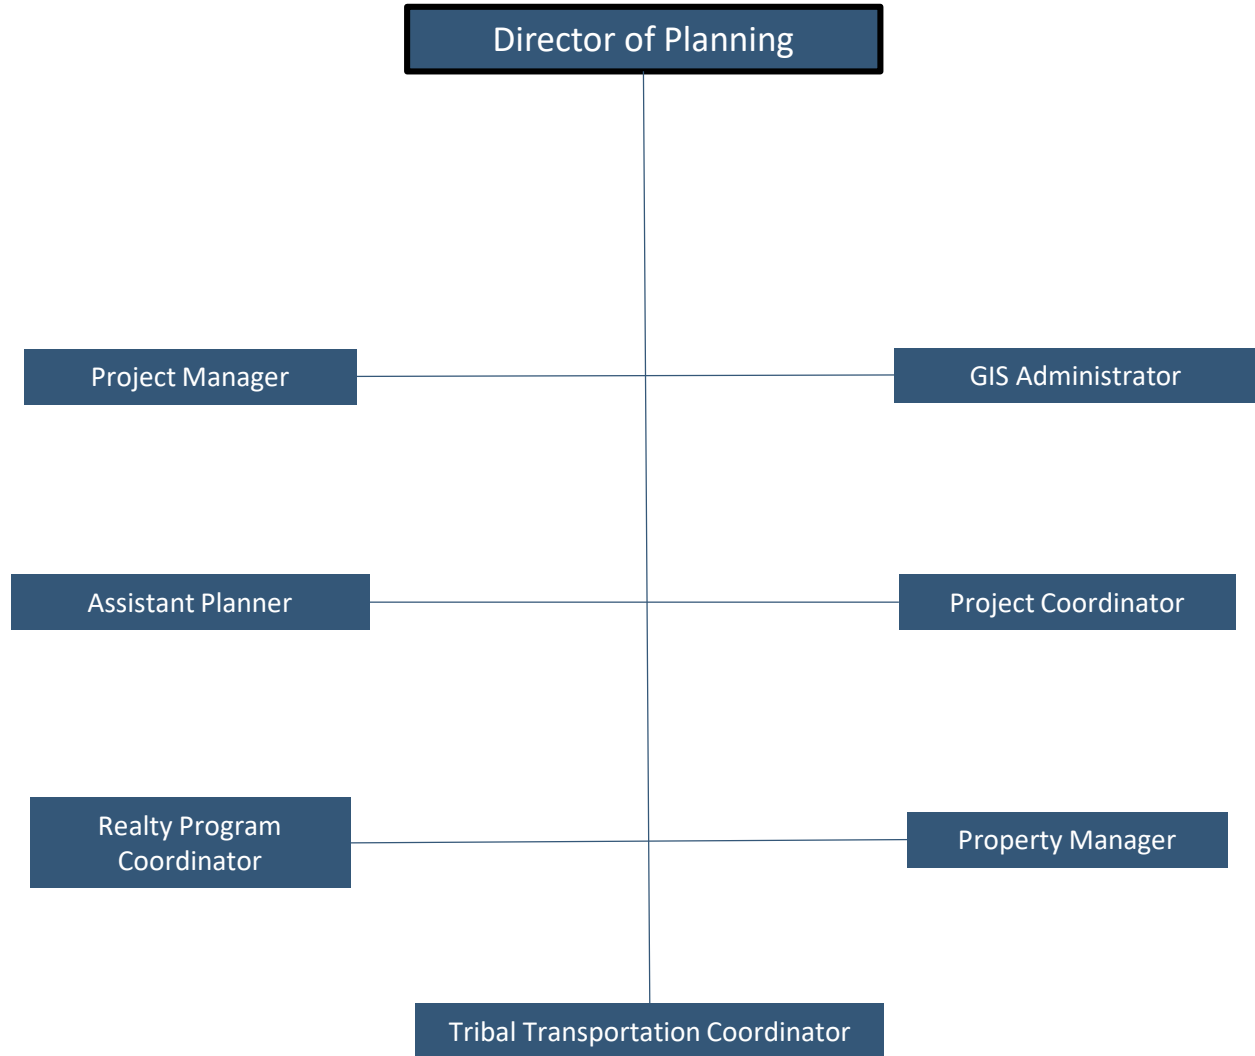 Director of Planning
Project Manager
GIS Administrator
Assistant Planner
Project Coordinator
Realty Program
Coordinator
Property Manager
Tribal Transportation Coordinator